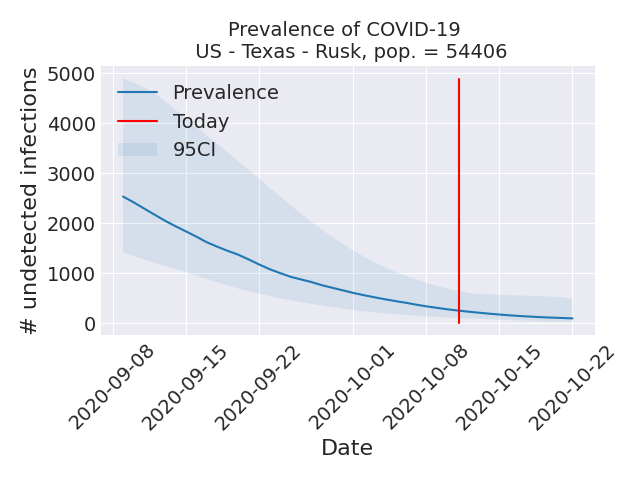 Prevalence of COVID-19
US - Texas - Rusk, pop. = 54406
# undetected infections
5000
4000
3000
2000
1000
0
Prevalence
Today
95CI
2020-09-08
2020-09-15
2020-09-22
2020-10-01
2020-10-08
2020-10-15
2020-10-22
Date